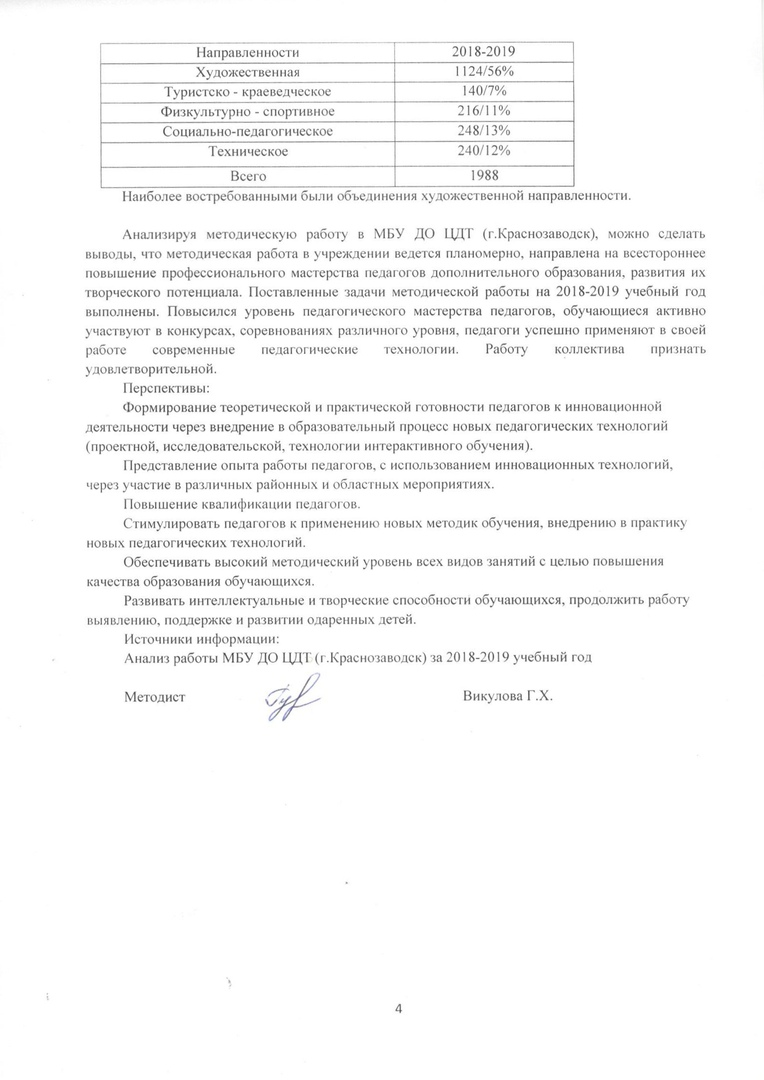 Направленности 2018-2019
Художественная 1124/56%
Туристско - краеведческое 140/7%
Физкультурно - спортивное 216/11%
Социально-педагогическое 248/13%
Техническое 240/12%
Всего 1988
Наиболее востребованными были объединения художественной направленности.
Анализируя методическую работу в МБУ ДО ЦДТ (г.Краснозаводск), можно сделать
выводы, что методическая работа в учреждении ведется планомерно, направлена на всестороннее
повышение профессионального мастерства педагогов дополнительного образования, развития их
творческого потенциала. Поставленные задачи методической работы на 2018-2019 учебный год
выполнены. Повысился уровень педагогического мастерства педагогов, обучающиеся активно
участвуют в конкурсах, соревнованиях различного уровня, педагоги успешно применяют в своей
работе современные педагогические технологии. Работу коллектива признать
удовлетворительной.
Перспективы:
Формирование теоретической и практической готовности педагогов к инновационной
деятельности через внедрение в образовательный процесс новых педагогических технологий
(проектной, исследовательской, технологии интерактивного обучения).
Представление опыта работы педагогов, с использованием инновационных технологий,
через участие в различных районных и областных мероприятиях.
Повышение квалификации педагогов.
Стимулировать педагогов к применению новых методик обучения, внедрению в практику
новых педагогических технологий.
Обеспечивать высокий методический уровень всех видов занятий с целью повышения
качества образования обучающихся.
Развивать интеллектуальные и творческие способности обучающихся, продолжить работу
выявлению, поддержке и развитии одаренных детей.
Источники информации:
Анализ работы МБУ ДО ЦДТ (г.Краснозаводск) за 2018-2019 учебный год
Методист Викулова Г.Х.
4